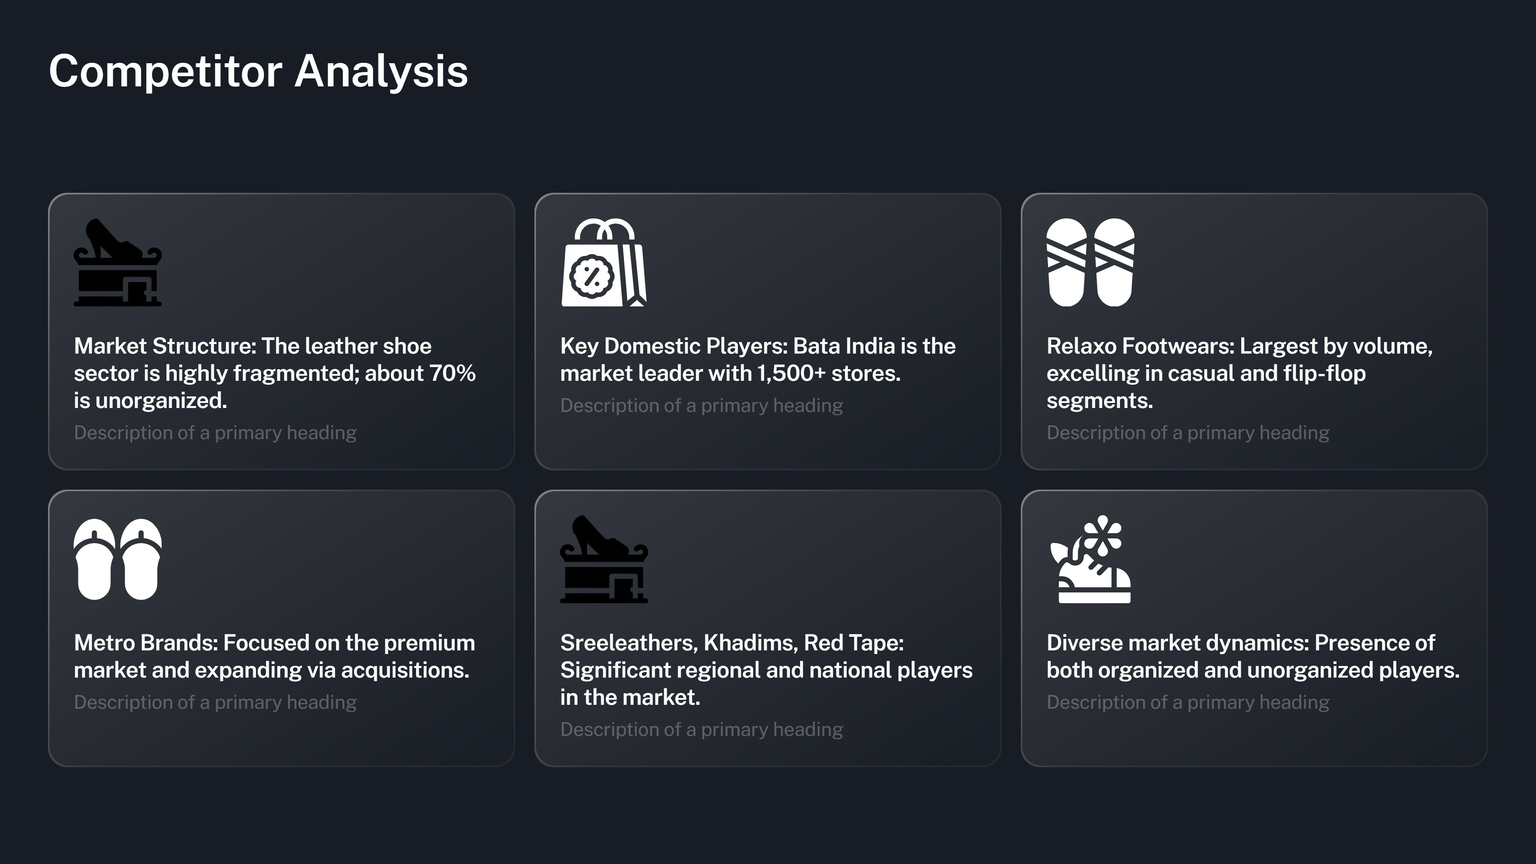 Competitor Analysis
Market Structure: The leather shoe
sector is highly fragmented; about 70%
is unorganized.
Description of a primary heading
%
Key Domestic Players: Bata India is the
market leader with 1,500+ stores.
Description of a primary heading
Relaxo Footwears: Largest by volume,
excelling in casual and flip-flop
segments.
Description of a primary heading
Metro Brands: Focused on the premium
market and expanding via acquisitions.
Description of a primary heading
Sreeleathers, Khadims, Red Tape:
Significant regional and national players
in the market.
Description of a primary heading
Diverse market dynamics: Presence of
both organized and unorganized players.
Description of a primary heading